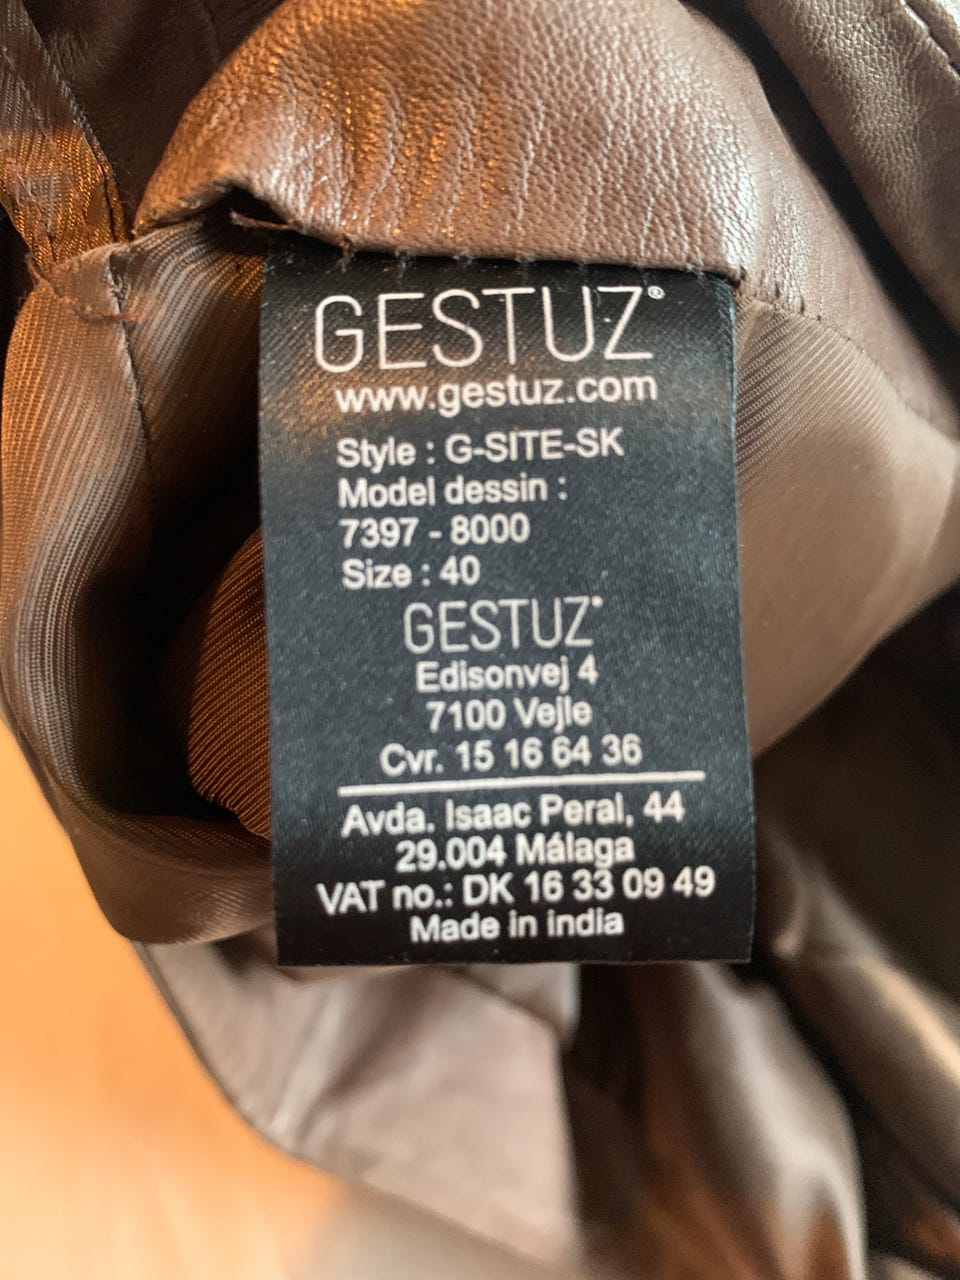 GESTUZ®
www.gestuz.com
Style : G-SITE-SK
Model dessin :
7397 - 8000
Size : 40
GESTUZ®
Edisonvej 4
7100 Vejle
Cvr. 15 16 64 36
Avda. Isaac Peral, 44
29.004 Málaga
VAT no.: DK 16 33 09 49
Made in india